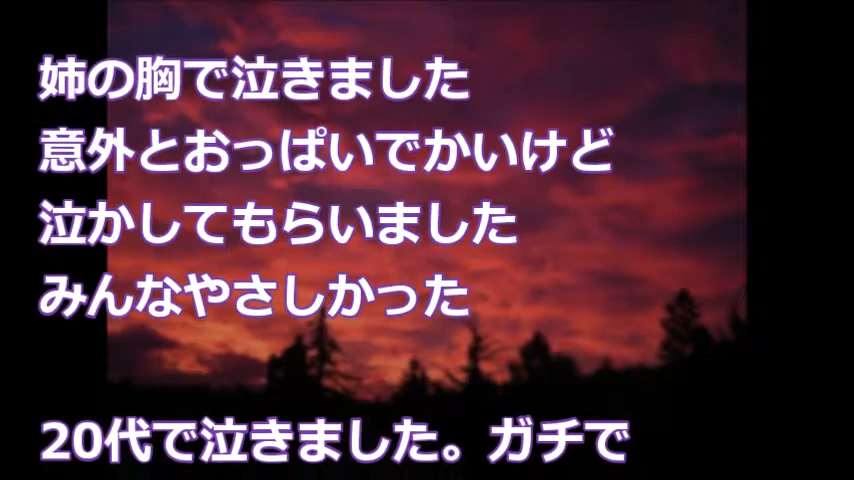 姉の胸で泣きました
意外とおっぱいでかいけど
泣かしてもらいました
みんなやさしかった
20代で泣きました。ガチで